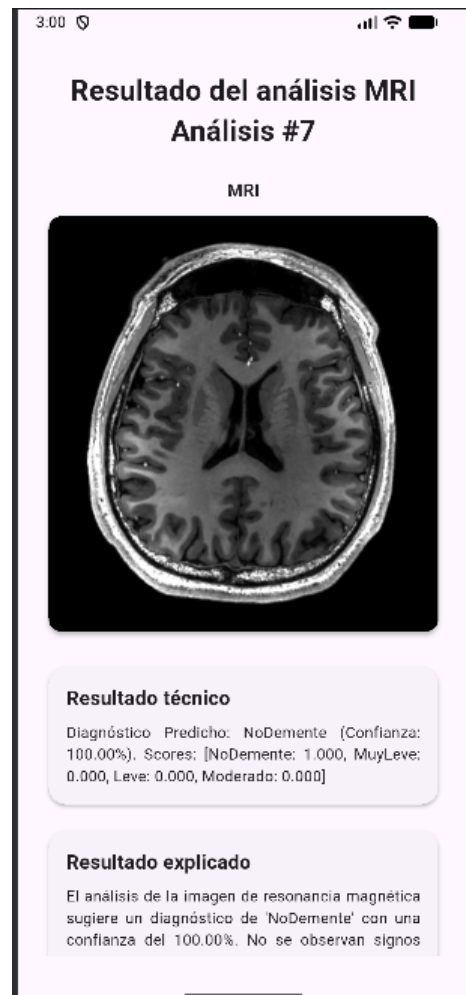 3:00
Resultado del análisis MRI
Análisis #7
MRI
Resultado técnico
Diagnóstico Predicho: NoDemente (Confianza:
100.00%). Scores: [NoDemente: 1.000, MuyLeve:
0.000, Leve: 0.000, Moderado: 0.000]
Resultado explicado
El análisis de la imagen de resonancia magnética
sugiere un diagnóstico de 'NoDemente' con una
confianza del 100.00%. No se observan signos